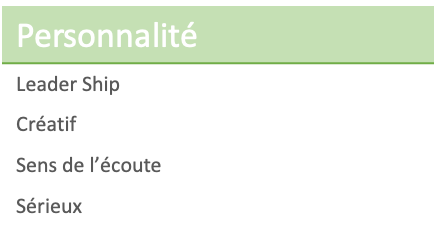 Personnalité
Leader Ship
Créatif
Sens de l’écoute
Sérieux